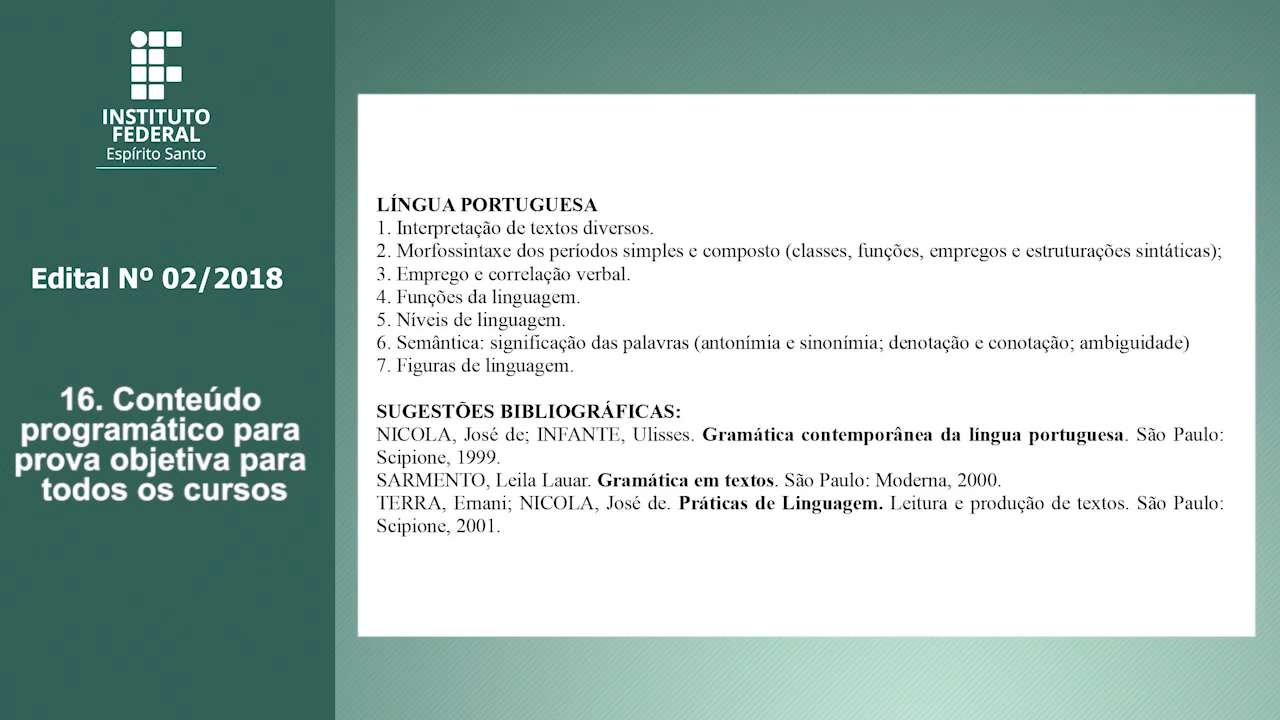 INSTITUTO
FEDERAL
Espírito Santo
Edital Nº 02/2018
16. Conteúdo
programático para
prova objetiva para
todos os cursos
LÍNGUA PORTUGUESA
1. Interpretação de textos diversos.
2. Morfossintaxe dos períodos simples e composto (classes, funções, empregos e estruturações sintáticas);
3. Emprego e correlação verbal.
4. Funções da linguagem.
5. Níveis de linguagem.
6. Semântica: significação das palavras (antonímia e sinonímia; denotação e conotação; ambiguidade)
7. Figuras de linguagem.
SUGESTÕES BIBLIOGRÁFICAS:
NICOLA, José de; INFANTE, Ulisses. Gramática contemporânea da língua portuguesa. São Paulo:
Scipione, 1999.
SARMENTO, Leila Lauar. Gramática em textos. São Paulo: Moderna, 2000.
TERRA, Ernani; NICOLA, José de. Práticas de Linguagem. Leitura e produção de textos. São Paulo:
Scipione, 2001.